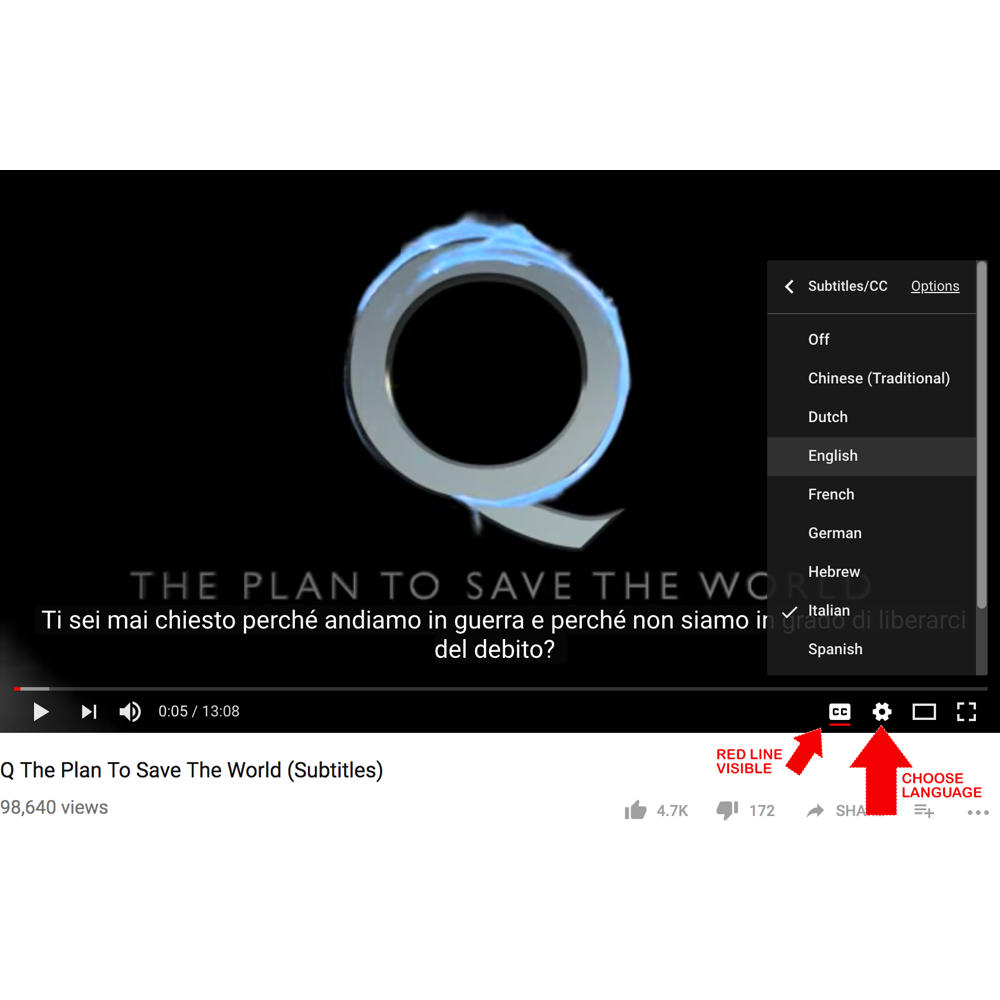 Subtitles/CC Options
Off
Chinese (Traditional)
Dutch
English
French
German
Hebrew
Italian
Spanish
Q
THE PLAN TO SAVE THE WORLD
Ti sei mai chiesto perché andiamo in guerra e perché non siamo in grado di liberarci
del debito?
0:05 / 13:08
CC
RED LINE
VISIBLE
CHOOSE
LANGUAGE
Q The Plan To Save The World (Subtitles)
98,640 views
4.7K
172
SHA